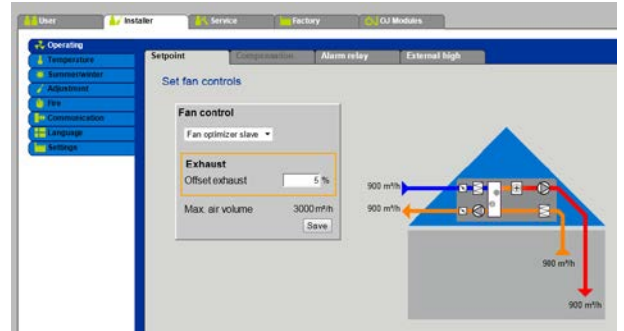 User Installer Service Factory OJ Modules
Operating
Temperature
Summer/winter
Adjustment
Fire
Communication
Language
Settings
Setpoint Compensation Alarm relay External high
Set fan controls
Fan control
Fan optimizer slave
Exhaust
Offset exhaust 5 %
Max. air volume 3000 m³/h
Save
900 m³/h
900 m³/h
900 m³/h
900 m³/h